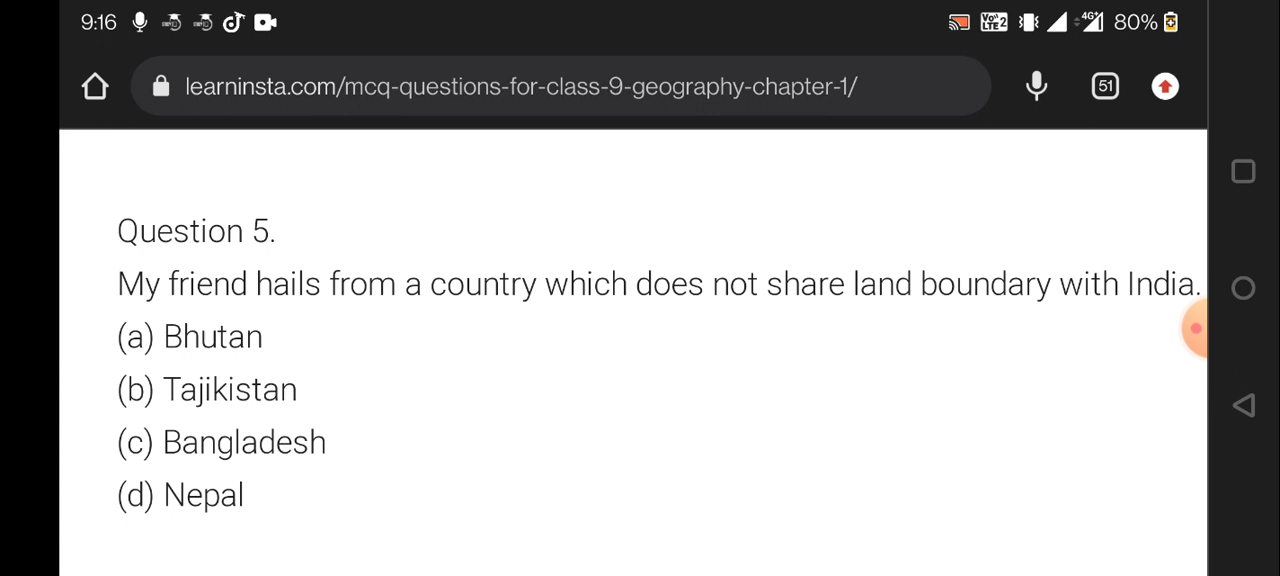 9:16 80%
learninsta.com/mcq-questions-for-class-9-geography-chapter-1/ 51
Question 5.
My friend hails from a country which does not share land boundary with India.
(a) Bhutan
(b) Tajikistan
(c) Bangladesh
(d) Nepal